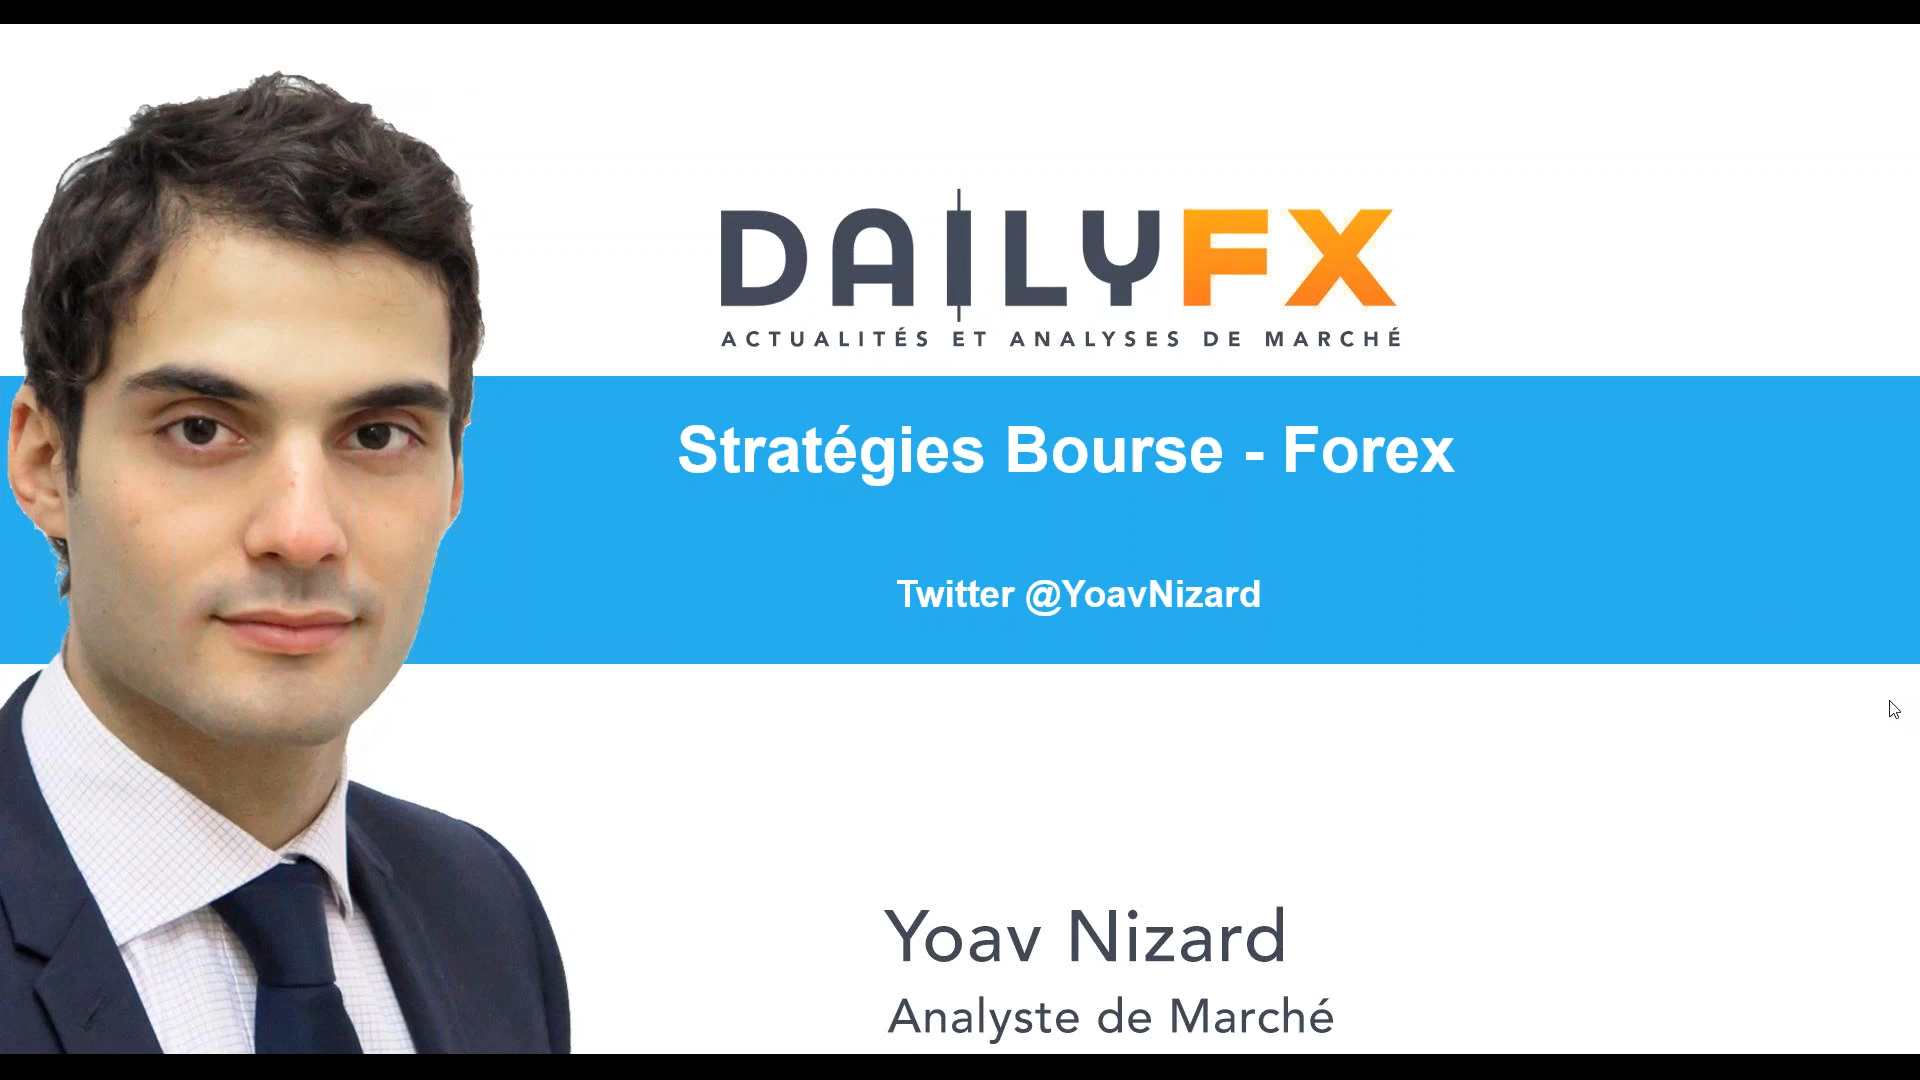 DAILYFX
ACTUALITÉS ET ANALYSES DE MARCHÉ
Stratégies Bourse - Forex
Twitter @YoavNizard
Yoav Nizard
Analyste de Marché